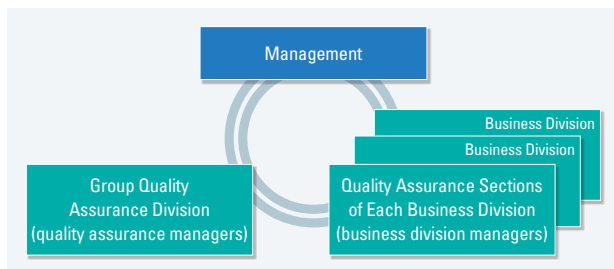 Management
Business Division
Business Division
Group Quality
Assurance Division
(quality assurance managers)
Quality Assurance Sections
of Each Business Division
(business division managers)